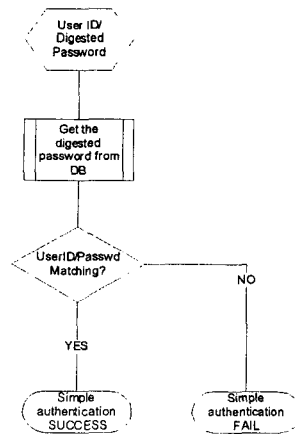 User ID/
Digested
Password
Get the
digested
password from
DB
UserID/Passwd
Matching?
NO
YES
Simple
authentication
SUCCESS
Simple
authentication
FAIL